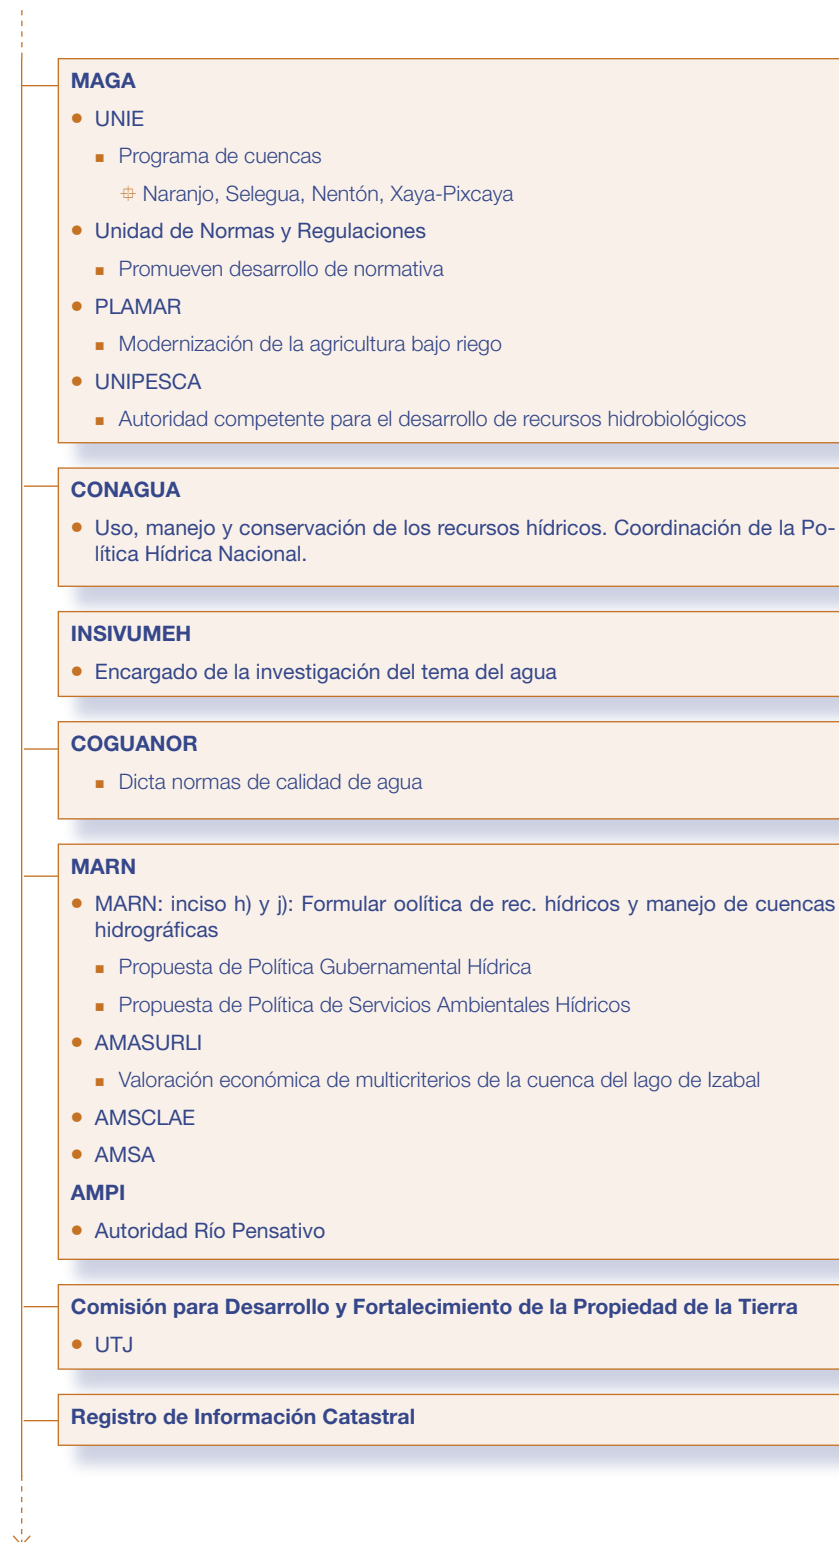 MAGA
● UNIE
■ Programa de cuencas
⌖ Naranjo, Selegua, Nentón, Xaya-Pixcaya
● Unidad de Normas y Regulaciones
■ Promueven desarrollo de normativa
● PLAMAR
■ Modernización de la agricultura bajo riego
● UNIPESCA
■ Autoridad competente para el desarrollo de recursos hidrobiológicos
CONAGUA
● Uso, manejo y conservación de los recursos hídricos. Coordinación de la Po-
lítica Hídrica Nacional.
INSIVUMEH
● Encargado de la investigación del tema del agua
COGUANOR
■ Dicta normas de calidad de agua
MARN
● MARN: inciso h) y j): Formular oolítica de rec. hídricos y manejo de cuencas
hidrográficas
■ Propuesta de Política Gubernamental Hídrica
■ Propuesta de Política de Servicios Ambientales Hídricos
● AMASURLI
■ Valoración económica de multicriterios de la cuenca del lago de Izabal
● AMSCLAE
● AMSA
AMPI
● Autoridad Río Pensativo
Comisión para Desarrollo y Fortalecimiento de la Propiedad de la Tierra
● UTJ
Registro de Información Catastral